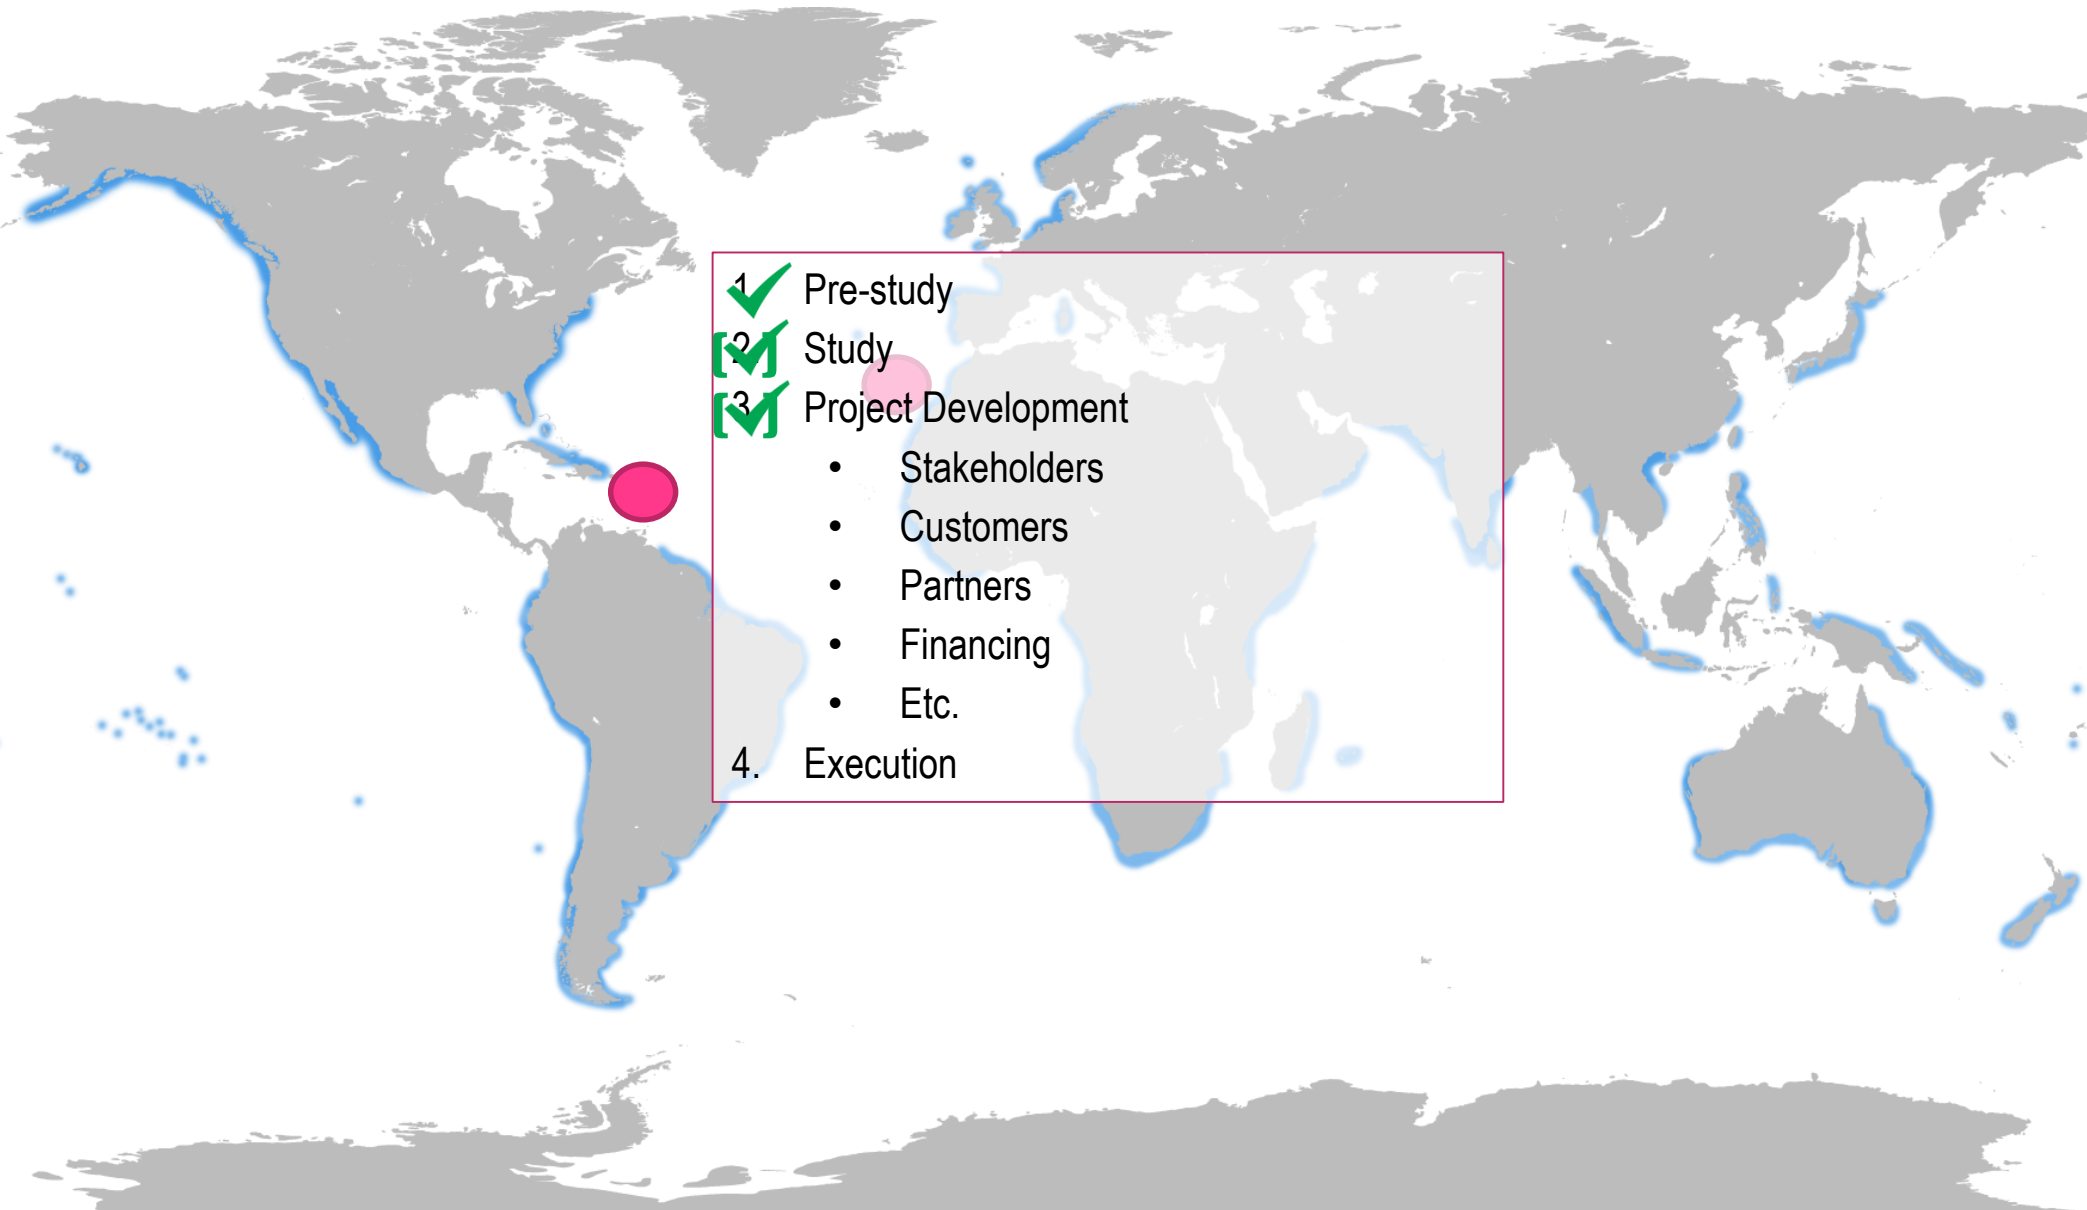 1. Pre-study
[2.] Study
[3.] Project Development
• Stakeholders
• Customers
• Partners
• Financing
• Etc.
4. Execution